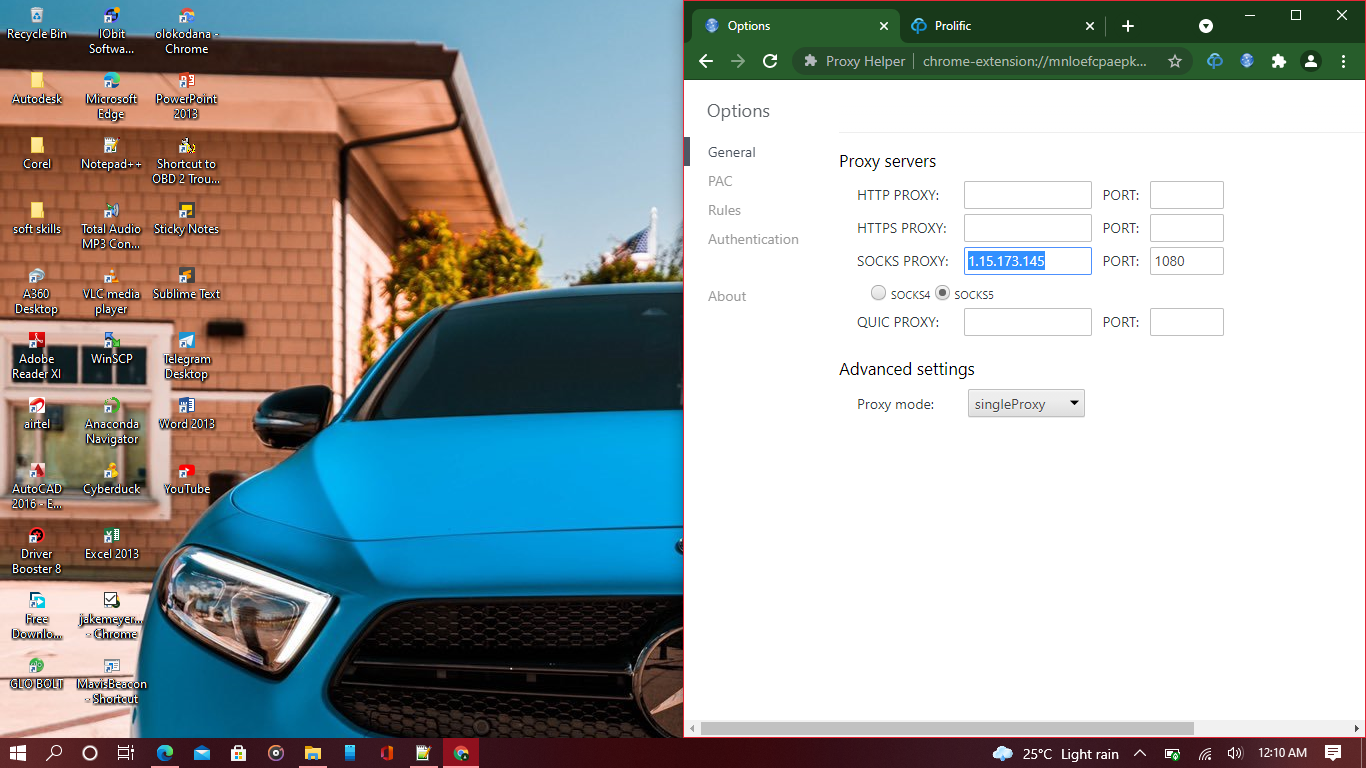 Recycle Bin
IObit
Softwa...
olokodana -
Chrome
Autodesk
Microsoft
Edge
PowerPoint
2013
Corel
Notepad++
Shortcut to
OBD 2 Trou...
soft skills
Total Audio
MP3 Con...
Sticky Notes
A360
Desktop
VLC media
player
Sublime Text
Adobe
Reader XI
WinSCP
Telegram
Desktop
airtel
Anaconda
Navigator
Word 2013
AutoCAD
2016 - E...
Cyberduck
YouTube
Driver
Booster 8
Excel 2013
Free
Downlo...
jakemeyer...
- Chrome
GLO BOLT
MavisBeacon
- Shortcut
Options
Prolific
Proxy Helper
chrome-extension://mnloefcpaepk...
Options
General
PAC
Rules
Authentication
About
Proxy servers
HTTP PROXY: PORT:
HTTPS PROXY: PORT:
SOCKS PROXY: 1.15.173.145 PORT: 1080
SOCKS4 SOCKS5
QUIC PROXY: PORT:
Advanced settings
Proxy mode: singleProxy
25°C Light rain
12:10 AM